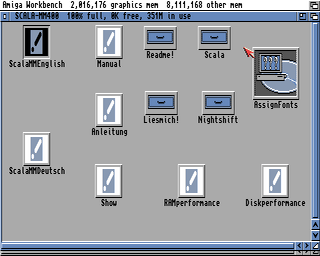 Amiga Workbench 2,016,176 graphics mem 8,111,168 other mem
SCALA-MM400 100% full, 0K free, 351M in use
ScalaMMEnglish
Manual
Readme!
Scala
AssignFonts
Anleitung
Liesmich!
Nightshift
ScalaMMDeutsch
Show
RAMperformance
Diskperformance